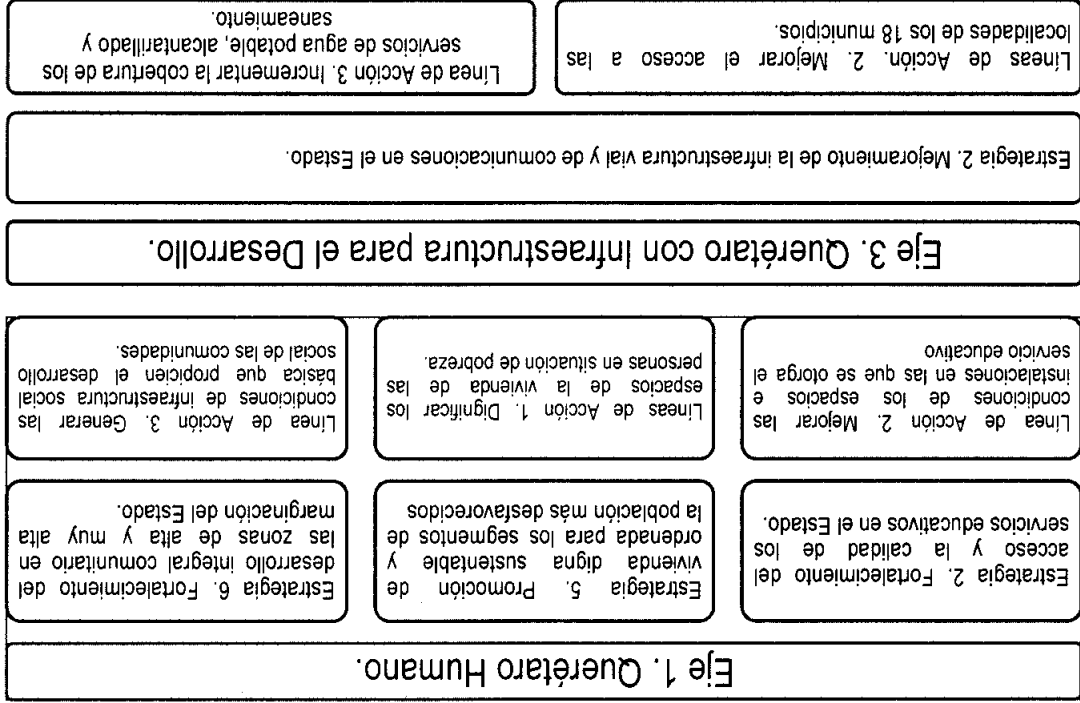 Eje 1. Querétaro Humano.
Estrategia 2. Fortalecimiento del
acceso y la calidad de los
servicios educativos en el Estado.
Estrategia 5. Promoción de
vivienda digna sustentable y
ordenada para los segmentos de
la población más desfavorecidos
Estrategia 6. Fortalecimiento del
desarrollo integral comunitario en
las zonas de alta y muy alta
marginación del Estado.
Línea de Acción 2. Mejorar las
condiciones de los espacios e
instalaciones en las que se otorga el
servicio educativo
Líneas de Acción 1. Dignificar los
espacios de la vivienda de las
personas en situación de pobreza.
Línea de Acción 3. Generar las
condiciones de infraestructura social
básica que propicien el desarrollo
social de las comunidades.
Eje 3. Querétaro con Infraestructura para el Desarrollo.
Estrategia 2. Mejoramiento de la infraestructura vial y de comunicaciones en el Estado.
Líneas de Acción. 2. Mejorar el acceso a las
localidades de los 18 municipios.
Línea de Acción 3. Incrementar la cobertura de los
servicios de agua potable, alcantarillado y
saneamiento.